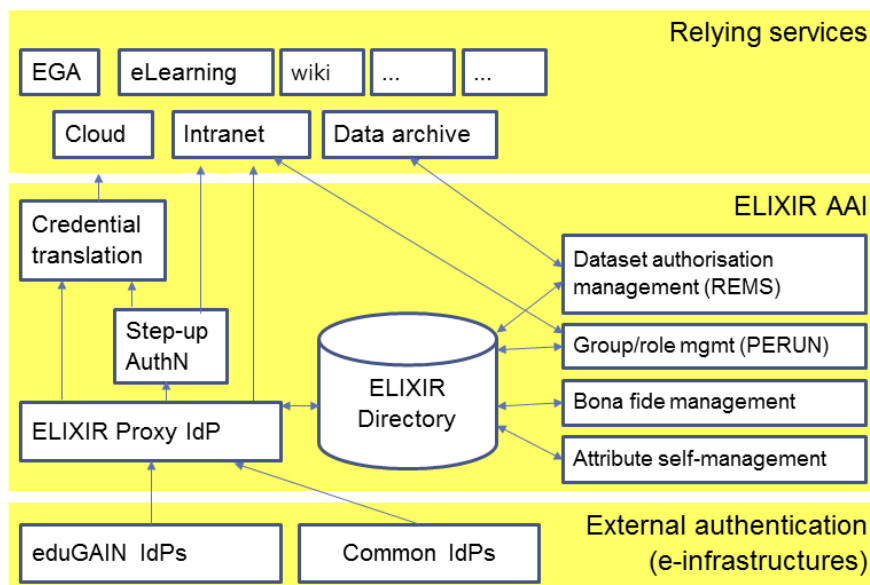 Relying services
EGA
eLearning
wiki
...
...
Cloud
Intranet
Data archive
ELIXIR AAI
Credential
translation
Dataset authorisation
management (REMS)
Step-up
AuthN
Group/role mgmt (PERUN)
ELIXIR
Directory
Bona fide management
ELIXIR Proxy IdP
Attribute self-management
External authentication
(e-infrastructures)
eduGAIN IdPs
Common IdPs